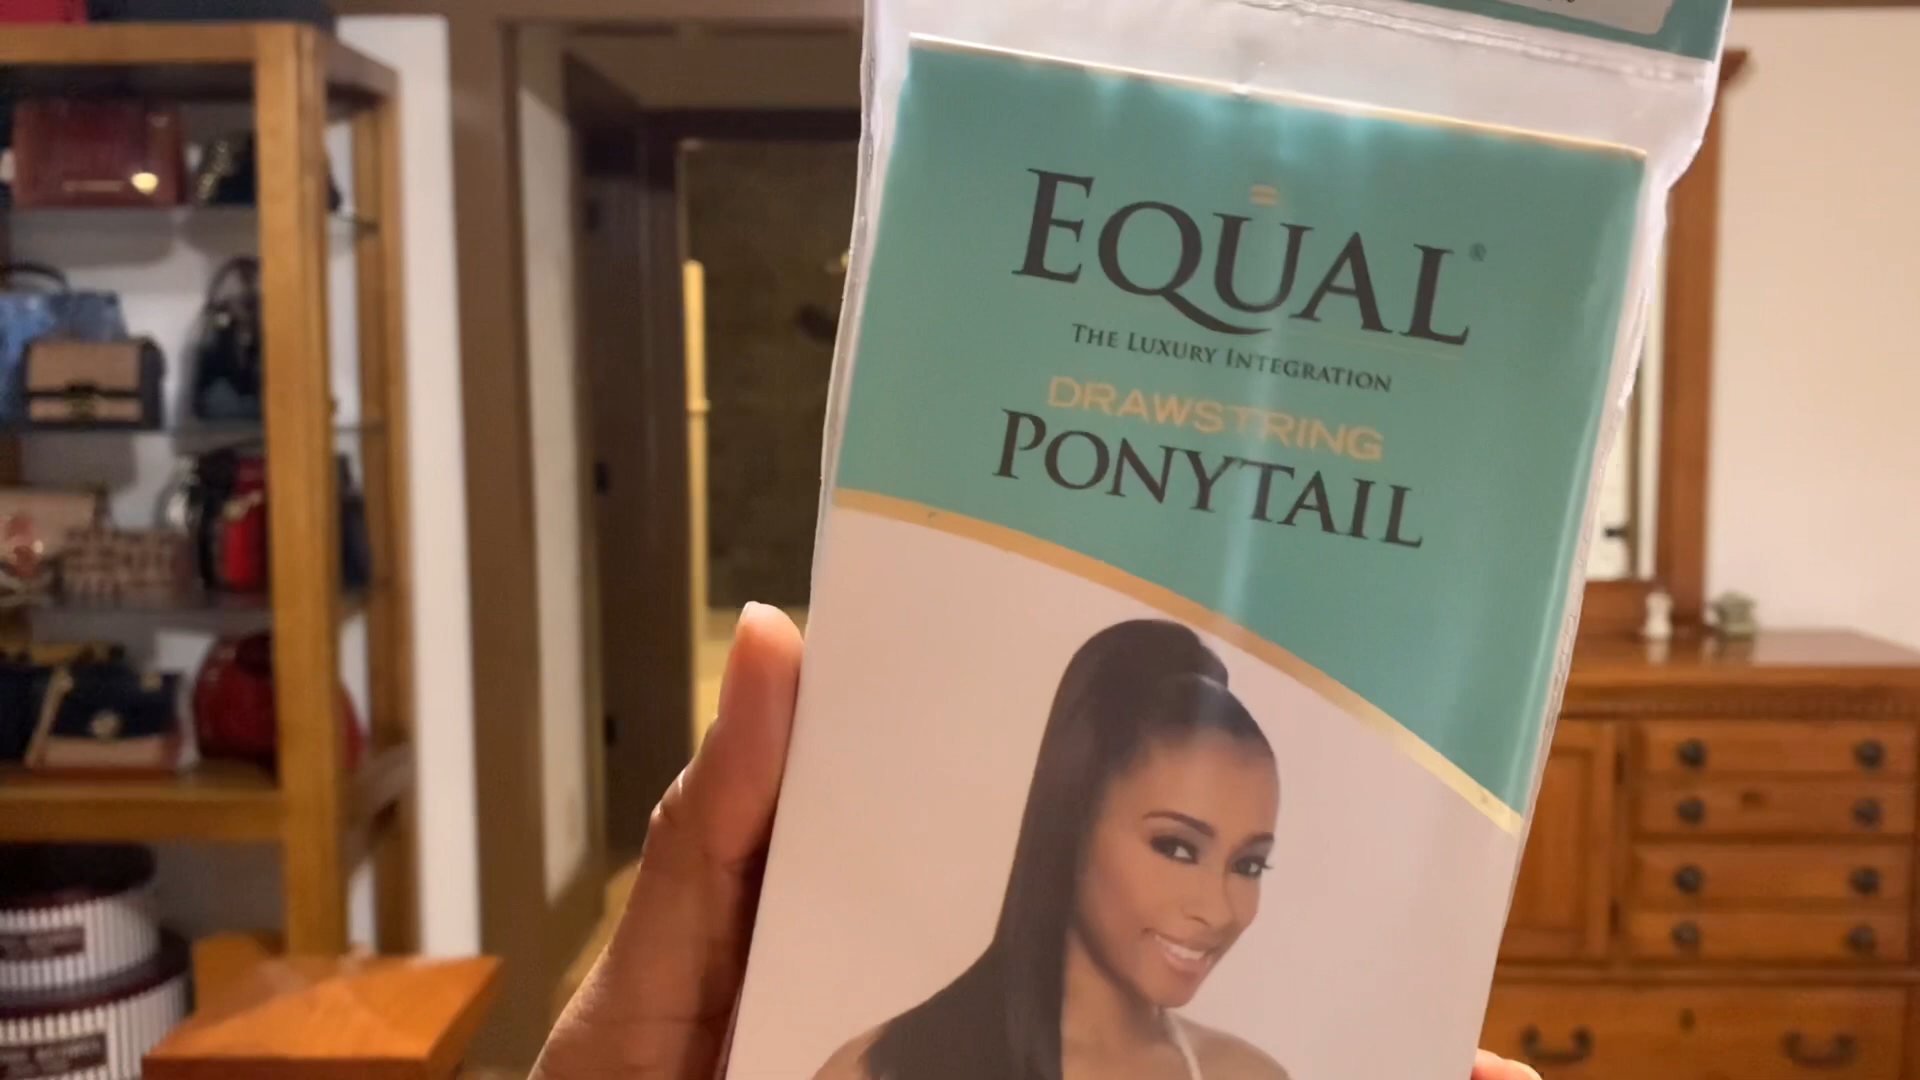 EQUAL®
THE LUXURY INTEGRATION
DRAWSTRING
PONYTAIL